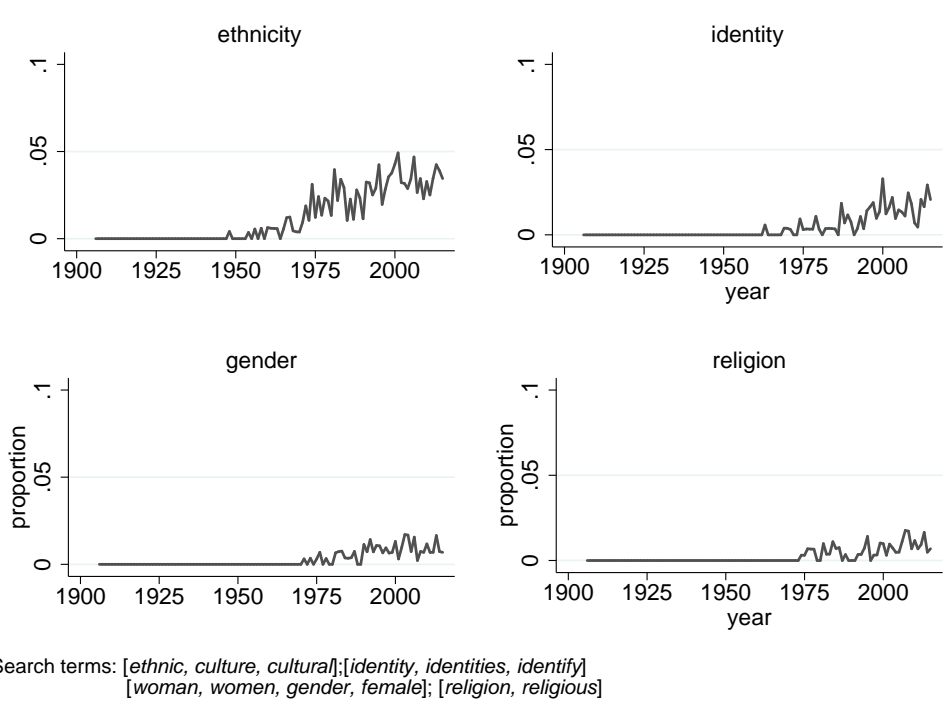 ethnicity
.1
.05
0
1900 1925 1950 1975 2000
identity
.1
.05
0
1900 1925 1950 1975 2000
year
gender
proportion
.1
.05
0
1900 1925 1950 1975 2000
religion
proportion
.1
.05
0
1900 1925 1950 1975 2000
year
Search terms: [ethnic, culture, cultural];[identity, identities, identify]
[woman, women, gender, female]; [religion, religious]